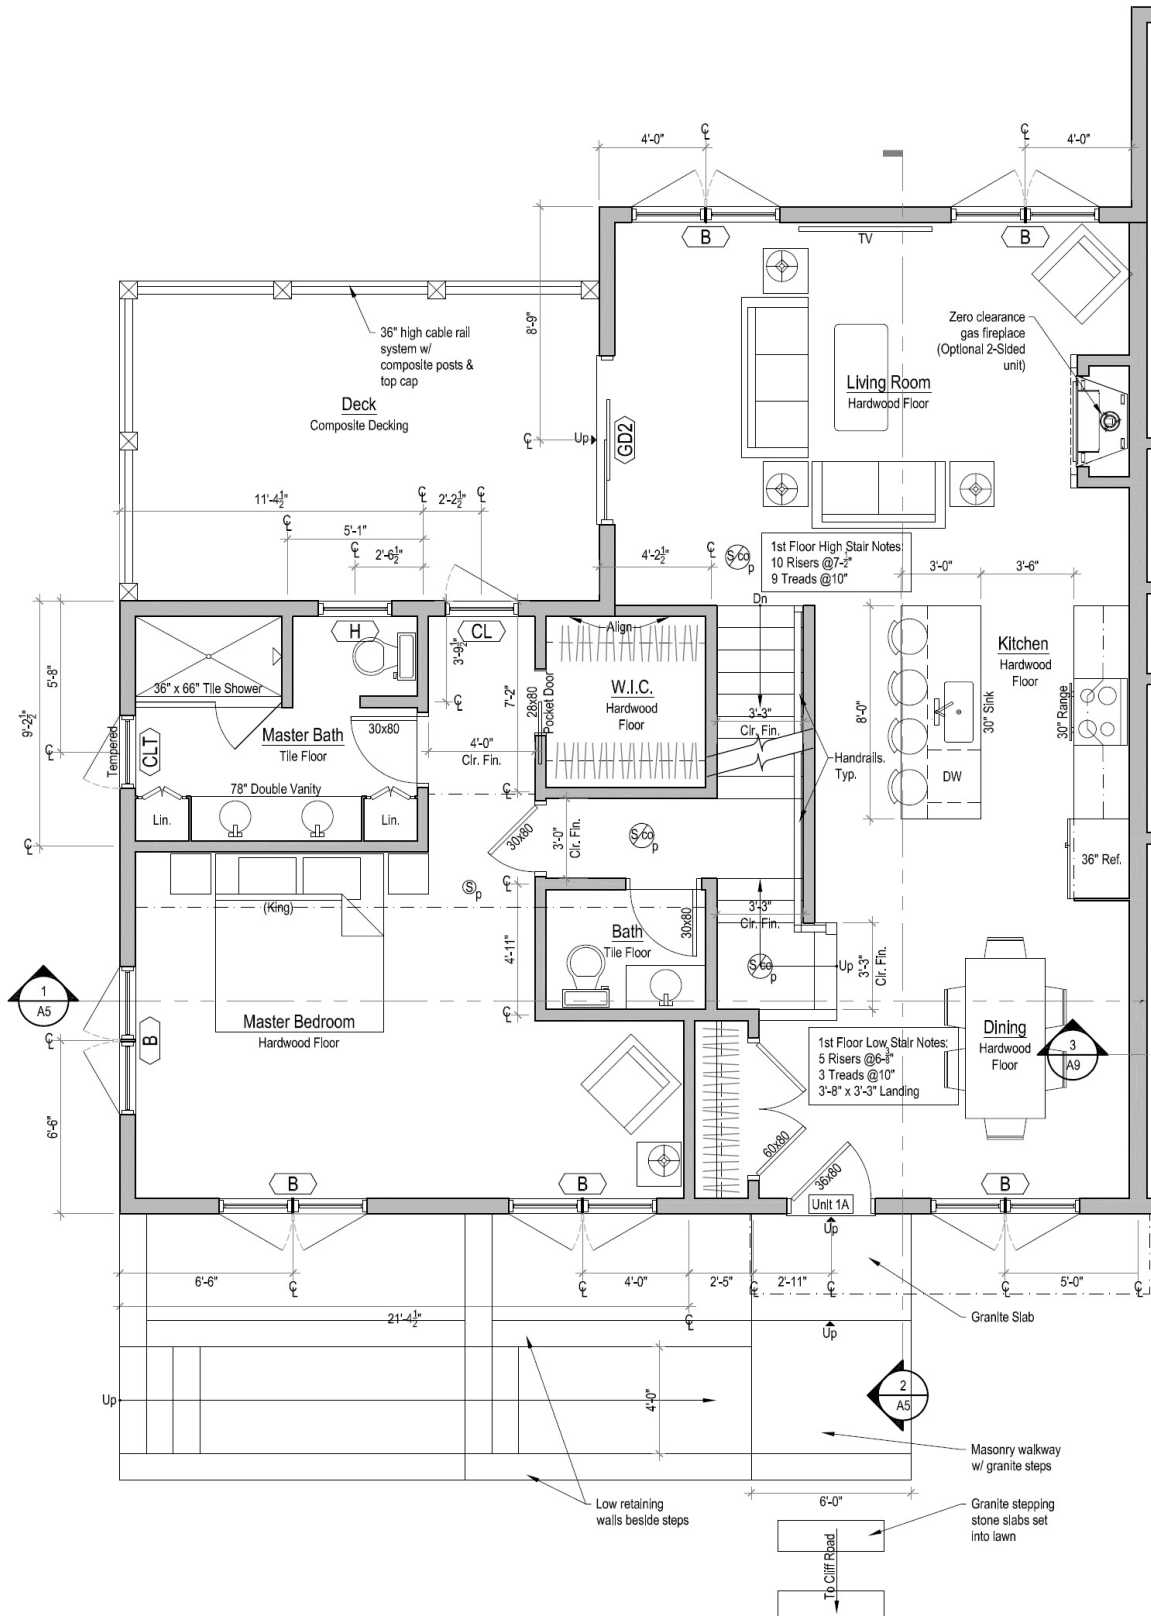 4'-0"
℄
℄
4'-0"
B
TV
B
8'-9"
36" high cable rail
system w/
composite posts &
top cap
Zero clearance
gas fireplace
(Optional 2-Sided
unit)
Deck
Composite Decking
Living Room
Hardwood Floor
℄
Up
GD2
11'-4½"
℄
2'-2½"
℄
℄
5'-1"
℄
2'-6½"
4'-2½"
℄
S/co
p
1st Floor High Stair Notes:
10 Risers @7-½"
9 Treads @10"
3'-0"
3'-6"
Dn
H
CL
Align
3'-9½"
5'-8"
9'-2½"
36" x 66" Tile Shower
7'-2"
28x80
Pocket Door
W.I.C.
Hardwood
Floor
Kitchen
Hardwood
Floor
8'-0"
30" Sink
30" Range
℄
30x80
3'-3"
Clr. Fin.
Tempered
CLT
Master Bath
Tile Floor
4'-0"
Clr. Fin.
℄
Handrails.
Typ.
DW
78" Double Vanity
℄
Lin.
Lin.
℄
30x80
3'-0"
Clr. Fin.
S/co
p
℄
36" Ref.
(King)
S
p
℄
3'-3"
Clr. Fin.
4'-11"
Bath
Tile Floor
30x80
S/co
p
Up
3'-3"
Clr. Fin.
1
A5
℄
Master Bedroom
Hardwood Floor
℄
B
Dining
Hardwood
Floor
3
A9
1st Floor Low Stair Notes:
5 Risers @6-⅜"
3 Treads @10"
3'-8" x 3'-3" Landing
6'-6"
60x80
36x80
B
B
B
Unit 1A
Up
6'-6"
℄
℄
4'-0"
2'-5"
℄
2'-11"
℄
℄
5'-0"
℄
21'-4½"
℄
Granite Slab
Up
Up
4'-0"
2
A5
Masonry walkway
w/ granite steps
Low retaining
walls beside steps
6'-0"
Granite stepping
stone slabs set
into lawn
To Cliff Road